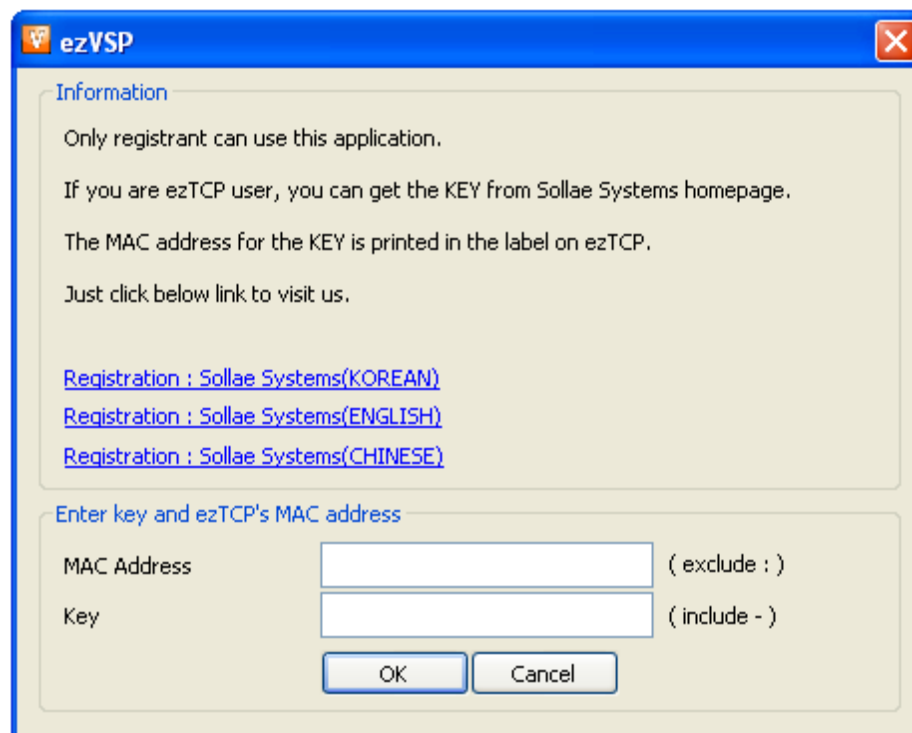 ezVSP
Information
Only registrant can use this application.
If you are ezTCP user, you can get the KEY from Sollae Systems homepage.
The MAC address for the KEY is printed in the label on ezTCP.
Just click below link to visit us.
Registration : Sollae Systems(KOREAN)
Registration : Sollae Systems(ENGLISH)
Registration : Sollae Systems(CHINESE)
Enter key and ezTCP's MAC address
MAC Address ( exclude : )
Key ( include - )
OK Cancel